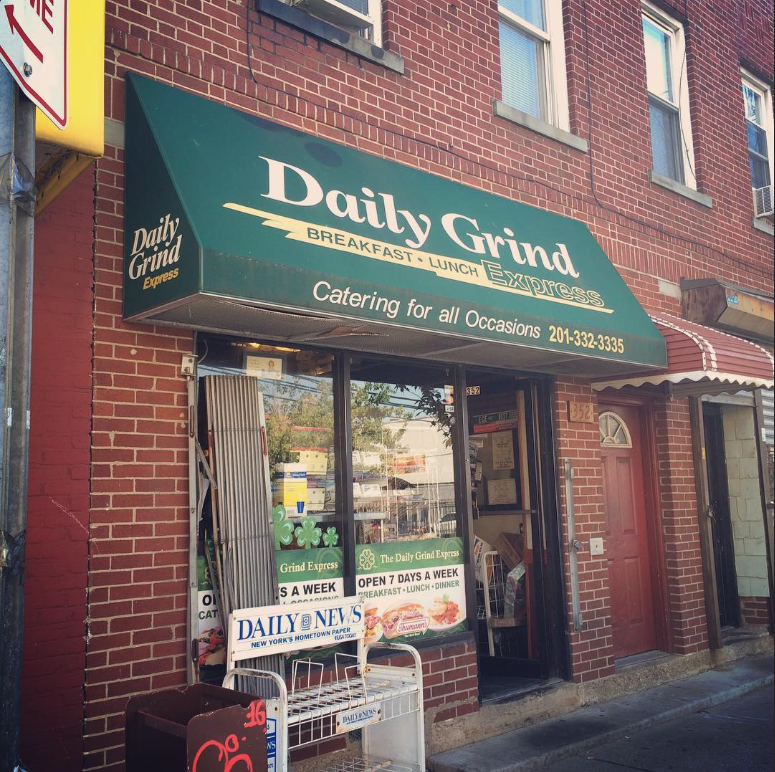 Daily Grind
BREAKFAST • LUNCH Express
Catering for all Occasions 201-332-3335
Daily
Grind
Express
352
352
Grind Express
S A WEEK
The Daily Grind Express
OPEN 7 DAYS A WEEK
BREAKFAST • LUNCH • DINNER
DAILY NEWS
NEW YORK'S HOMETOWN PAPER
DAILY NEWS
16